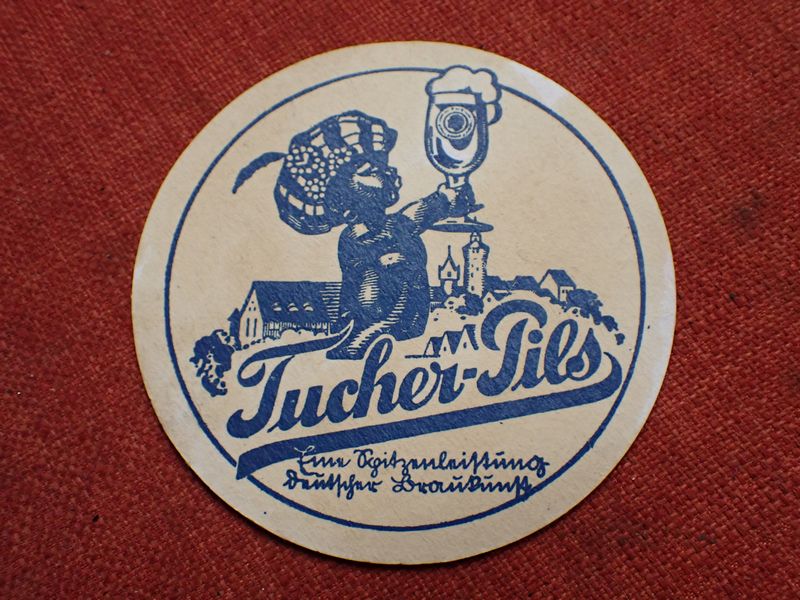 Tucher-Pils
Eine Spitzenleistung
deutscher Braukunst